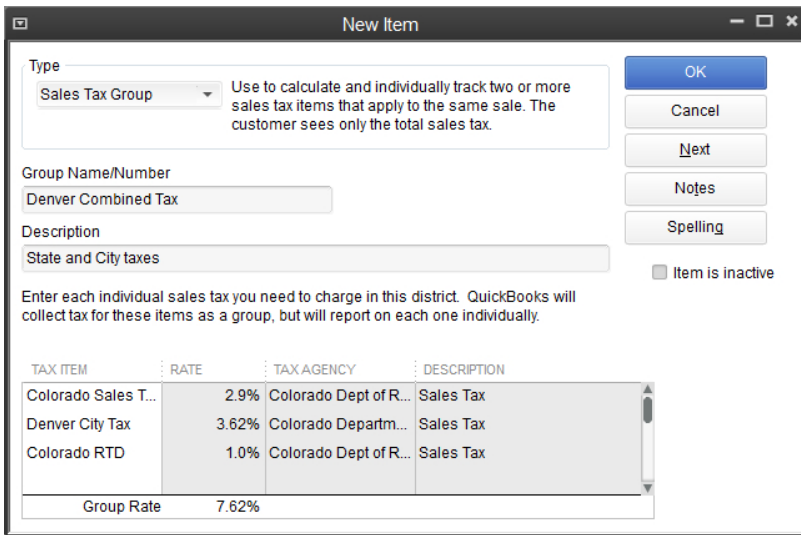 New Item
Type
Sales Tax Group
Use to calculate and individually track two or more
sales tax items that apply to the same sale. The
customer sees only the total sales tax.
OK
Cancel
Next
Notes
Spelling
Item is inactive
Group Name/Number
Denver Combined Tax
Description
State and City taxes
Enter each individual sales tax you need to charge in this district. QuickBooks will
collect tax for these items as a group, but will report on each one individually.
TAX ITEM RATE TAX AGENCY DESCRIPTION
Colorado Sales T... 2.9% Colorado Dept of R... Sales Tax
Denver City Tax 3.62% Colorado Departm... Sales Tax
Colorado RTD 1.0% Colorado Dept of R... Sales Tax
Group Rate 7.62%